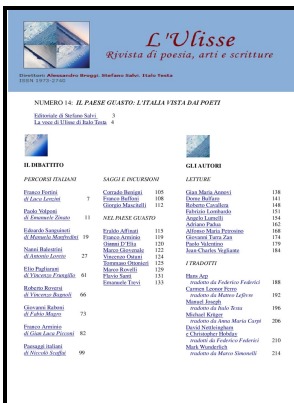 L'Ulisse
Rivista di poesia, arti e scritture
Direttori: Alessandro Broggi, Stefano Salvi, Italo Testa
ISSN 1973-2740
NUMERO 14: IL PAESE GUASTO: L'ITALIA VISTA DAI POETI
Editoriale di Stefano Salvi 3
La voce di Ulisse di Italo Testa 4
IL DIBATTITO
PERCORSI ITALIANI
Franco Fortini
di Luca Lenzini 7
Paolo Volponi
di Emanuele Zinato 11
Edoardo Sanguineti
di Manuela Manfredini 19
Nanni Balestrini
di Antonio Loreto 27
Elio Pagliarani
di Vincenzo Frungillo 61
Roberto Roversi
di Vincenzo Bagnoli 66
Giovanni Raboni
di Fabio Magro 73
Franco Arminio
di Gian Luca Picconi 82
Paesaggi italiani
di Niccolò Scaffai 99
SAGGI E INCURSIONI
Corrado Benigni 105
Franco Buffoni 108
Giorgio Mascitelli 112
NEL PAESE GUASTO
Eraldo Affinati 115
Franco Arminio 119
Gianni D'Elia 120
Marco Giovenale 122
Vincenzo Ostuni 124
Tommaso Ottonieri 125
Marco Rovelli 129
Flavio Santi 131
Emanuele Trevi 133
GLI AUTORI
LETTURE
Gian Maria Annovi 138
Dome Bulfaro 141
Roberto Cavallera 148
Fabrizio Lombardo 151
Angelo Lumelli 154
Adriano Padua 162
Alfonso Maria Petrosino 168
Giovanni Turra Zan 174
Paolo Valentino 179
Jean-Charles Vegliante 184
I TRADOTTI
Hans Arp
tradotto da Federico Federici 188
Carmen Leonor Ferro
tradotto da Matteo Lefèvre 192
Manuel Joseph
tradotto da Italo Testa 196
Michael Krüger
tradotto da Anna Maria Carpi 206
David Nettleingham
e Christopher Hobday
tradotti da Federico Federici 210
Mark Wunderlich
tradotto da Marco Simonelli 214